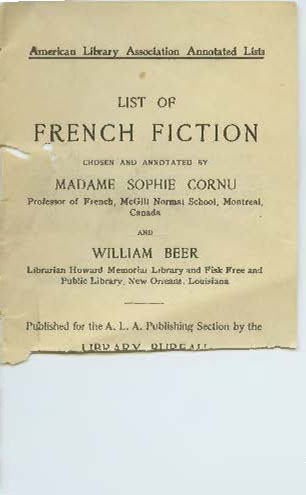 American Library Association Annotated Lists
LIST OF
FRENCH FICTION
CHOSEN AND ANNOTATED BY
MADAME SOPHIE CORNU
Professor of French, McGill Normal School, Montreal,
Canada
AND
WILLIAM BEER
Librarian Howard Memorial Library and Fisk Free and
Public Library, New Orleans, Louisiana
Published for the A. L. A. Publishing Section by the
LIBRARY BUREAU